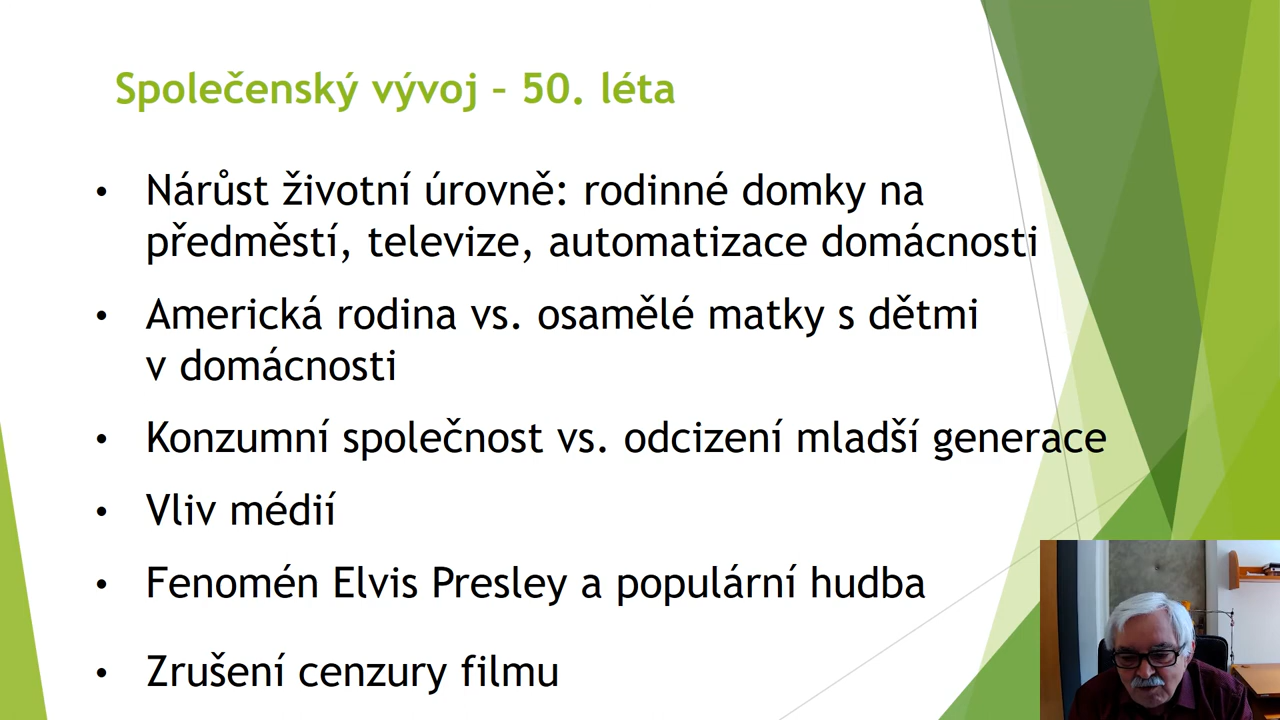 Společenský vývoj – 50. léta
• Nárůst životní úrovně: rodinné domky na
předměstí, televize, automatizace domácnosti
• Americká rodina vs. osamělé matky s dětmi
v domácnosti
• Konzumní společnost vs. odcizení mladší generace
• Vliv médií
• Fenomén Elvis Presley a populární hudba
• Zrušení cenzury filmu